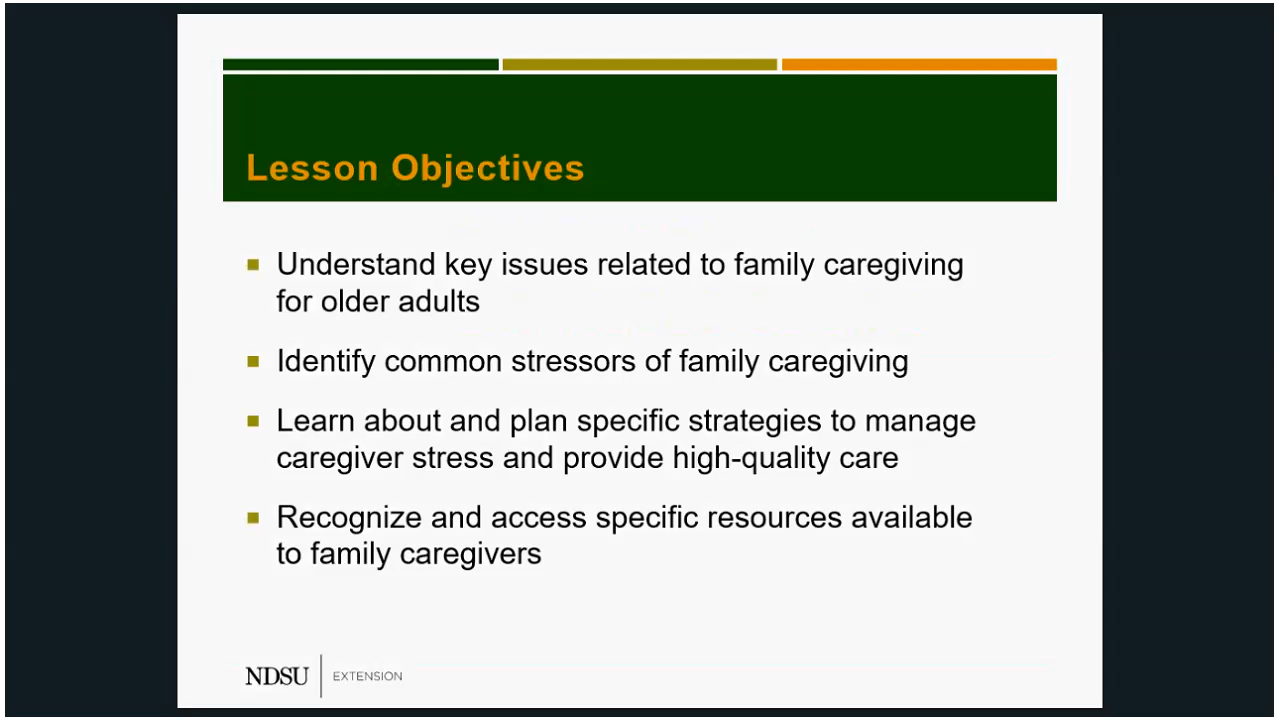 Lesson Objectives
Understand key issues related to family caregiving
for older adults
Identify common stressors of family caregiving
Learn about and plan specific strategies to manage
caregiver stress and provide high-quality care
Recognize and access specific resources available
to family caregivers
NDSU EXTENSION